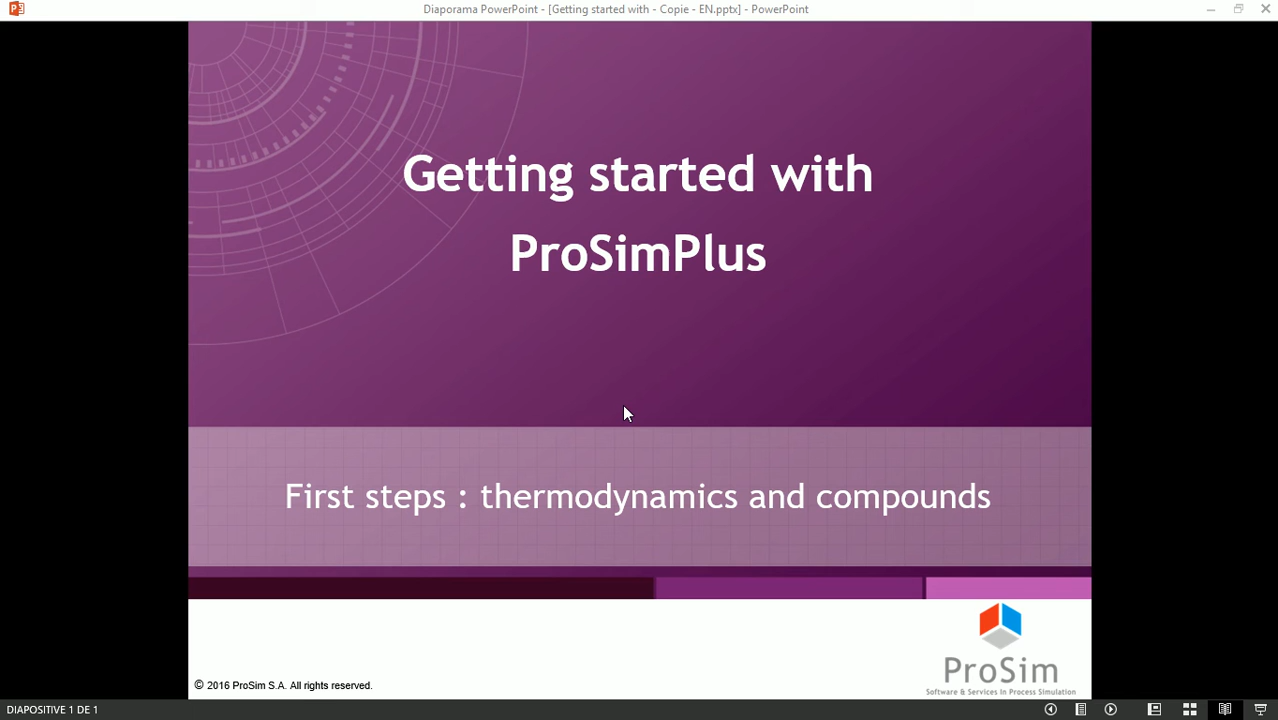 Diaporama PowerPoint - [Getting started with - Copie - EN.pptx] - PowerPoint
Getting started with
ProSimPlus
First steps : thermodynamics and compounds
ProSim
Software & Services In Process Simulation
© 2016 ProSim S.A. All rights reserved.
DIAPOSITIVE 1 DE 1